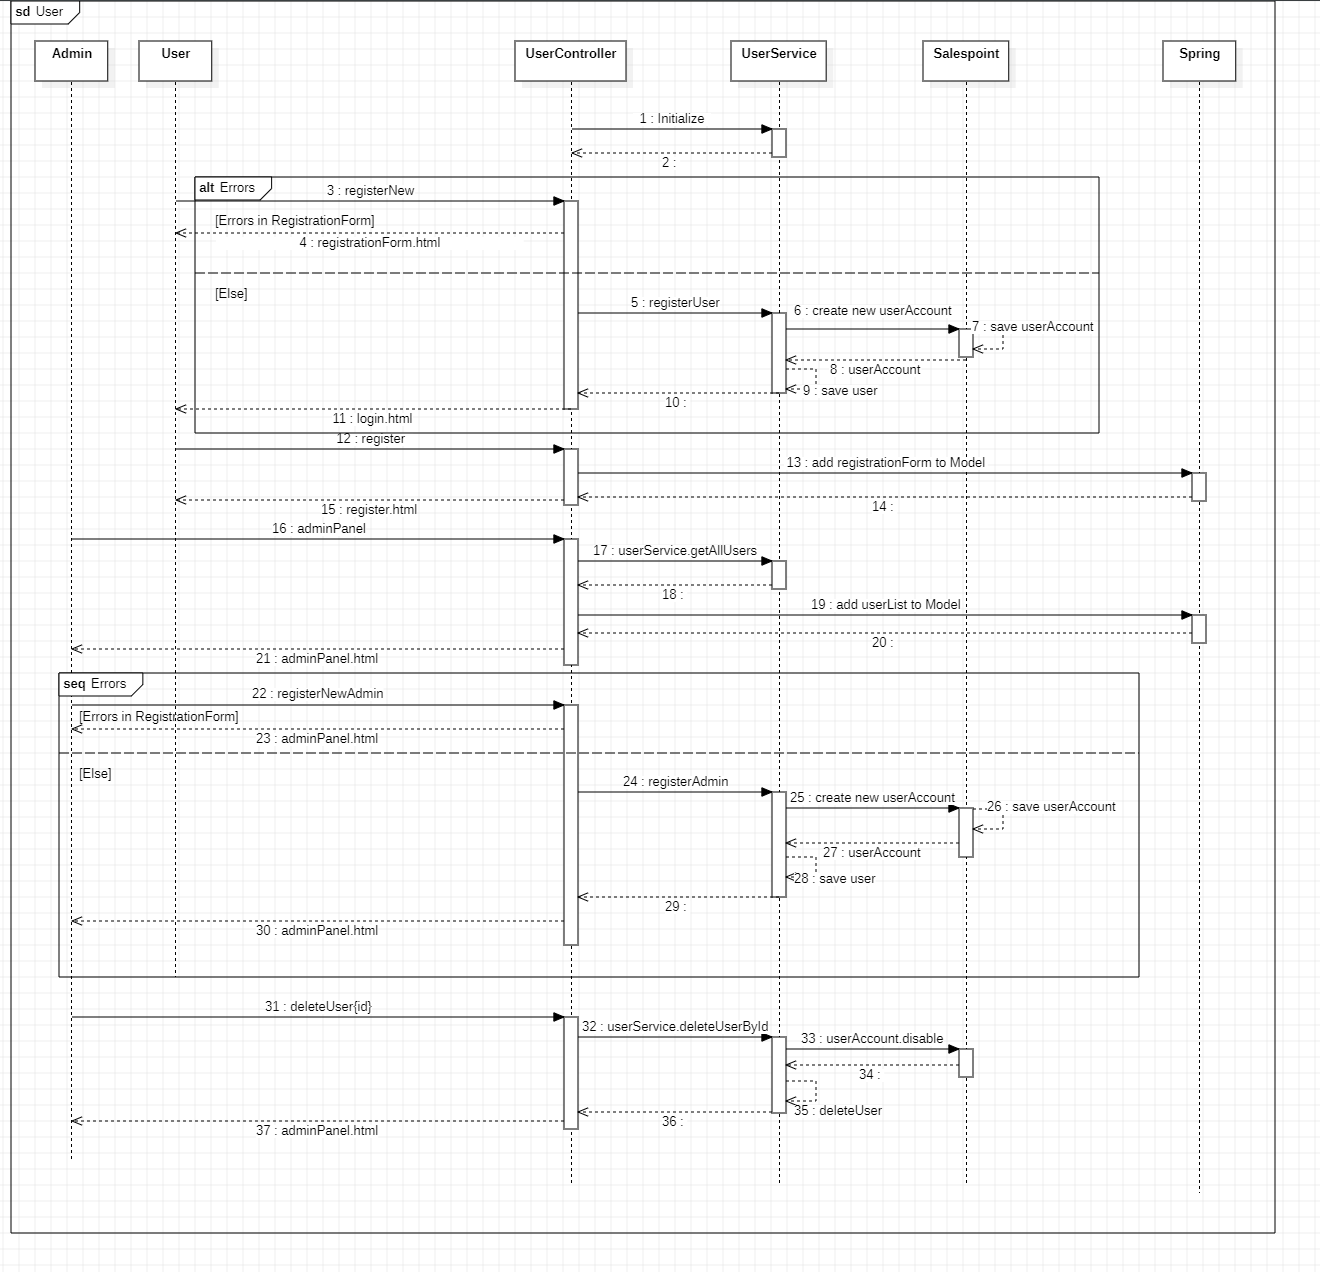 sd User
Admin
User
UserController
UserService
Salespoint
Spring
1 : Initialize
2 :
alt Errors
3 : registerNew
[Errors in RegistrationForm]
4 : registrationForm.html
[Else]
5 : registerUser
6 : create new userAccount
7 : save userAccount
8 : userAccount
9 : save user
10 :
11 : login.html
12 : register
13 : add registrationForm to Model
14 :
15 : register.html
16 : adminPanel
17 : userService.getAllUsers
18 :
19 : add userList to Model
20 :
21 : adminPanel.html
seq Errors
22 : registerNewAdmin
[Errors in RegistrationForm]
23 : adminPanel.html
[Else]
24 : registerAdmin
25 : create new userAccount
26 : save userAccount
27 : userAccount
28 : save user
29 :
30 : adminPanel.html
31 : deleteUser{id}
32 : userService.deleteUserById
33 : userAccount.disable
34 :
35 : deleteUser
36 :
37 : adminPanel.html